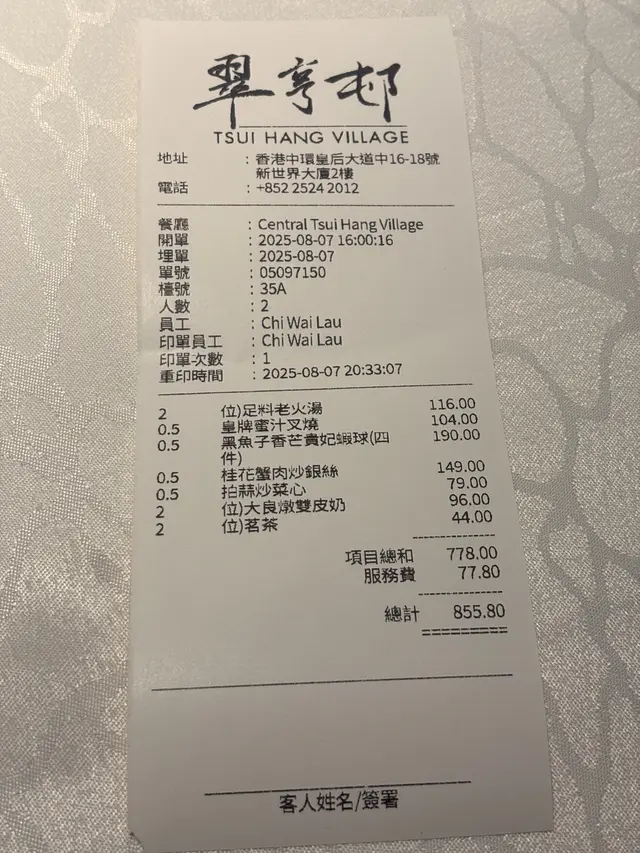 翠亨邨
TSUI HANG VILLAGE
地址 : 香港中環皇后大道中16-18號
新世界大廈2樓
電話 : +852 2524 2012
餐廳 : Central Tsui Hang Village
開單 : 2025-08-07 16:00:16
埋單 : 2025-08-07
單號 : 05097150
檯號 : 35A
人數 : 2
員工 : Chi Wai Lau
印單員工 : Chi Wai Lau
印單次數 : 1
重印時間 : 2025-08-07 20:33:07
2 位)足料老火湯 116.00
0.5 皇牌蜜汁叉燒 104.00
0.5 黑魚子香芒貴妃蝦球(四 190.00
件)
0.5 桂花蟹肉炒銀絲 149.00
0.5 拍蒜炒菜心 79.00
2 位)大良燉雙皮奶 96.00
2 位)茗茶 44.00
項目總和 778.00
服務費 77.80
總計 855.80
客人姓名/簽署